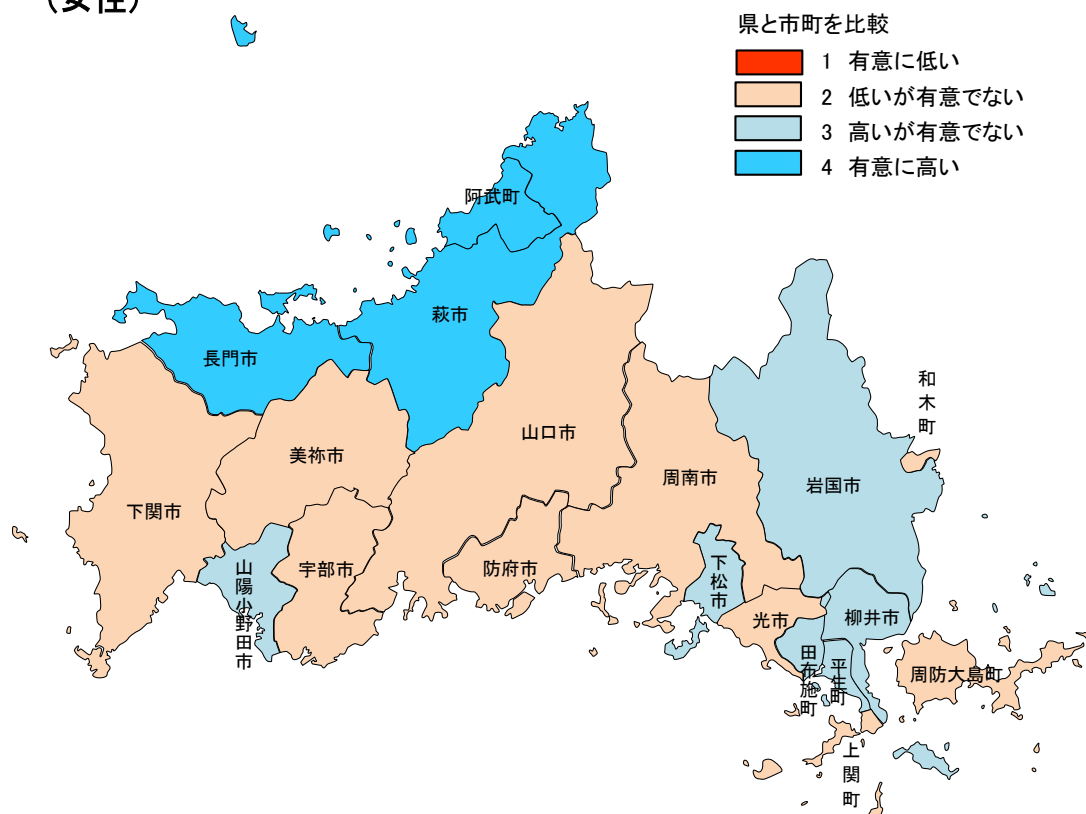 (女性)
県と市町を比較
1 有意に低い
2 低いが有意でない
3 高いが有意でない
4 有意に高い
阿武町
萩市
長門市
和木町
山口市
美祢市
周南市
岩国市
下関市
山陽小野田市
宇部市
防府市
下松市
光市
柳井市
田布施町
平生町
周防大島町
上関町